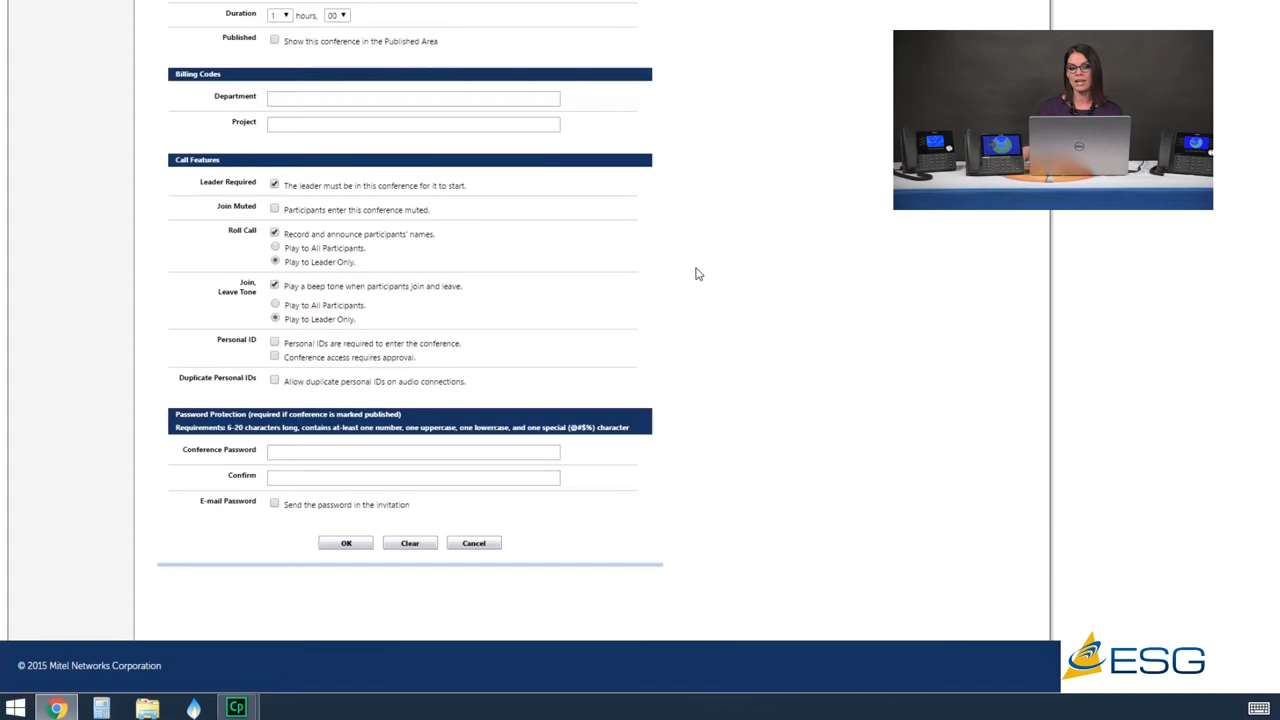 Duration 1 hours, 00
Published Show this conference in the Published Area
Billing Codes
Department
Project
Call Features
Leader Required The leader must be in this conference for it to start.
Join Muted Participants enter this conference muted.
Roll Call Record and announce participants' names.
Play to All Participants.
Play to Leader Only.
Join, Leave Tone Play a beep tone when participants join and leave.
Play to All Participants.
Play to Leader Only.
Personal ID Personal IDs are required to enter the conference.
Conference access requires approval.
Duplicate Personal IDs Allow duplicate personal IDs on audio connections.
Password Protection (required if conference is marked published)
Requirements: 6-20 characters long, contains at-least one number, one uppercase, one lowercase, and one special (@#$%) character
Conference Password
Confirm
E-mail Password Send the password in the invitation
OK Clear Cancel
© 2015 Mitel Networks Corporation
ESG
Cp